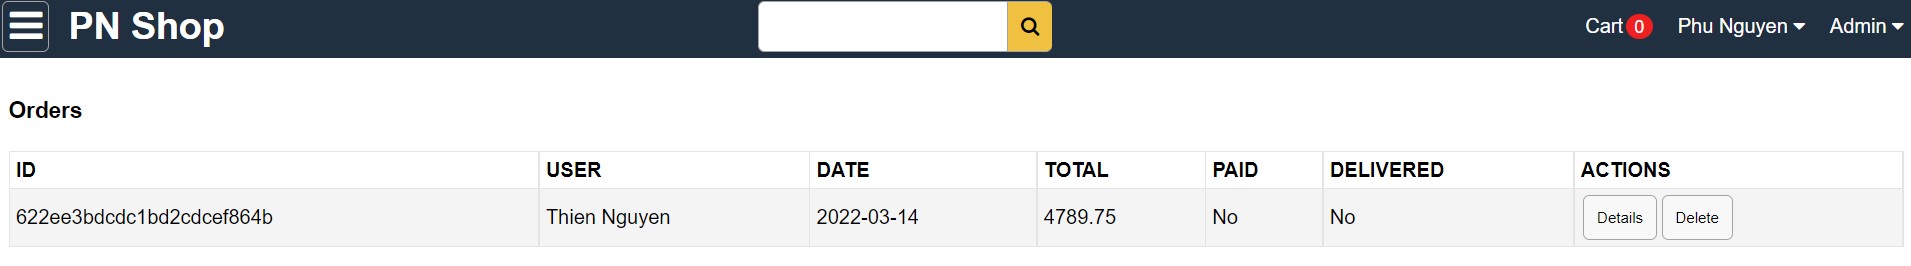 PN Shop Cart 0 Phu Nguyen Admin
Orders
ID USER DATE TOTAL PAID DELIVERED ACTIONS
622ee3bdcdc1bd2cdcef864b Thien Nguyen 2022-03-14 4789.75 No No Details Delete